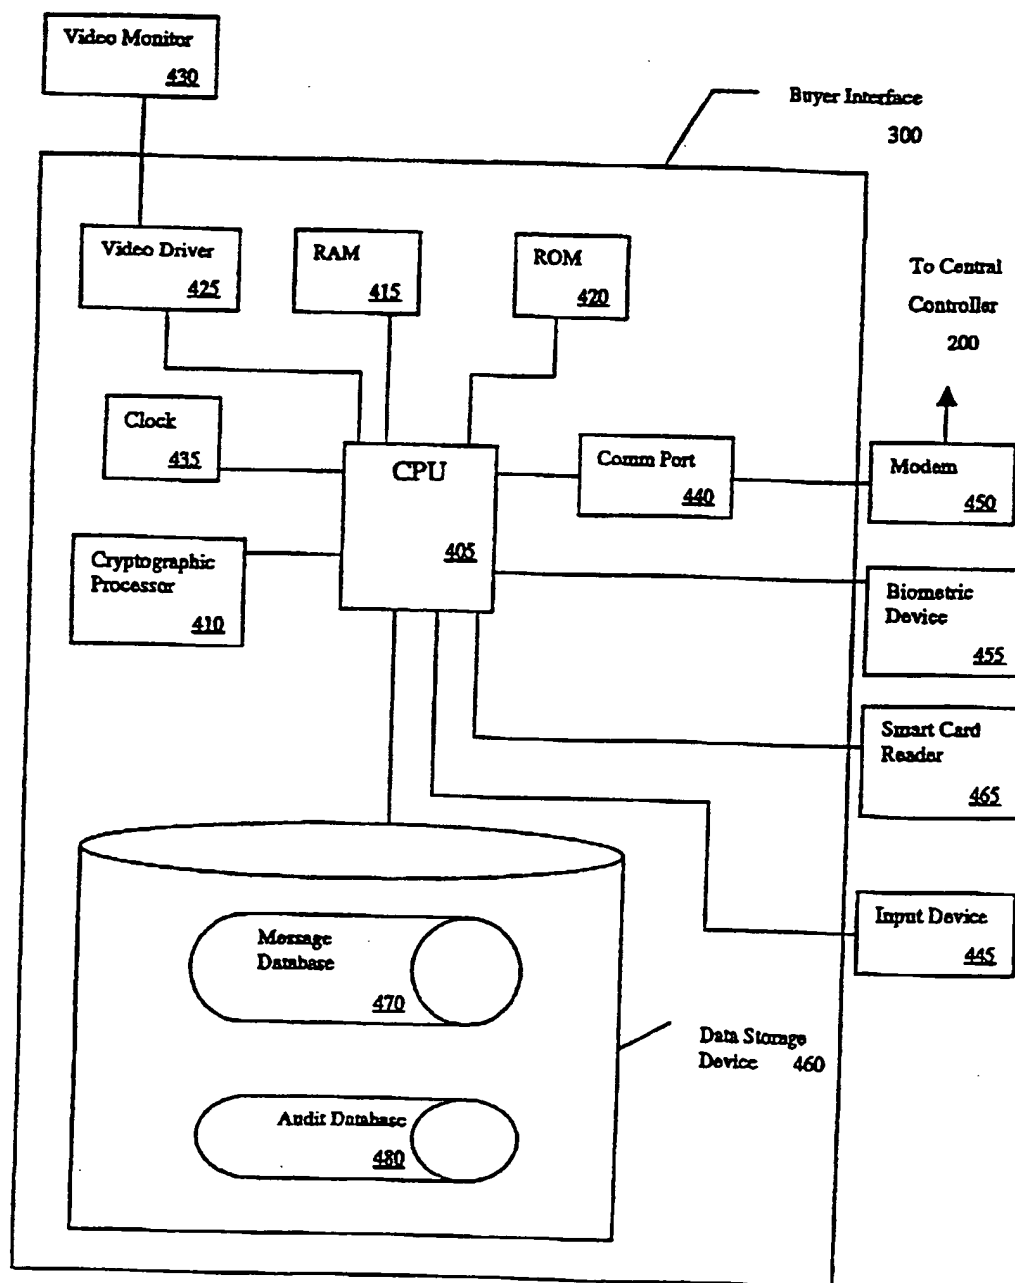 Video Monitor
430
Buyer Interface
300
Video Driver
425
RAM
415
ROM
420
To Central
Controller
200
Clock
435
CPU
405
Comm Port
440
Modem
450
Cryptographic
Processor
410
Biometric
Device
455
Smart Card
Reader
465
Input Device
445
Message
Database
470
Data Storage
Device 460
Audit Database
480